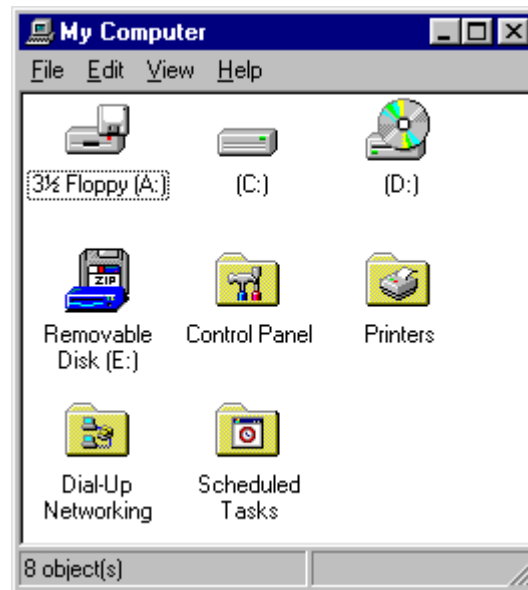 My Computer
File Edit View Help
3½ Floppy (A:) (C:) (D:)
ZIP
Removable Disk (E:) Control Panel Printers
Dial-Up Networking Scheduled Tasks
8 object(s)